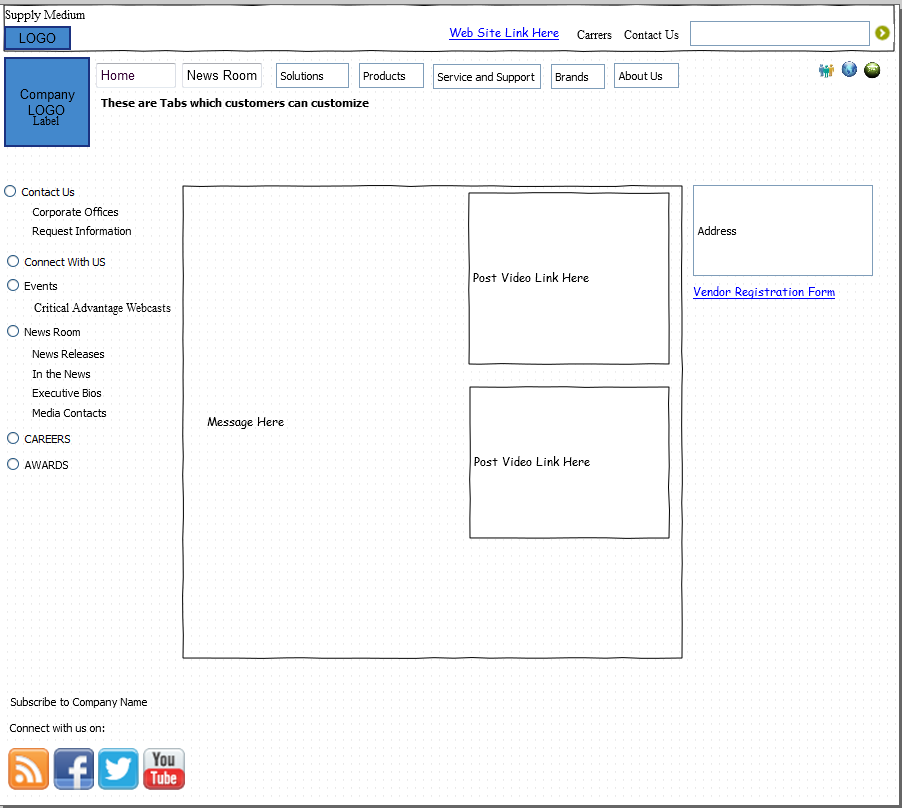 Supply Medium
LOGO
Web Site Link Here
Carrers
Contact Us
Company
LOGO
Label
Home
News Room
Solutions
Products
Service and Support
Brands
About Us
These are Tabs which customers can customize
Contact Us
Corporate Offices
Request Information
Connect With US
Events
Critical Advantage Webcasts
News Room
News Releases
In the News
Executive Bios
Media Contacts
CAREERS
AWARDS
Message Here
Post Video Link Here
Post Video Link Here
Address
Vendor Registration Form
Subscribe to Company Name
Connect with us on:
f
You
Tube